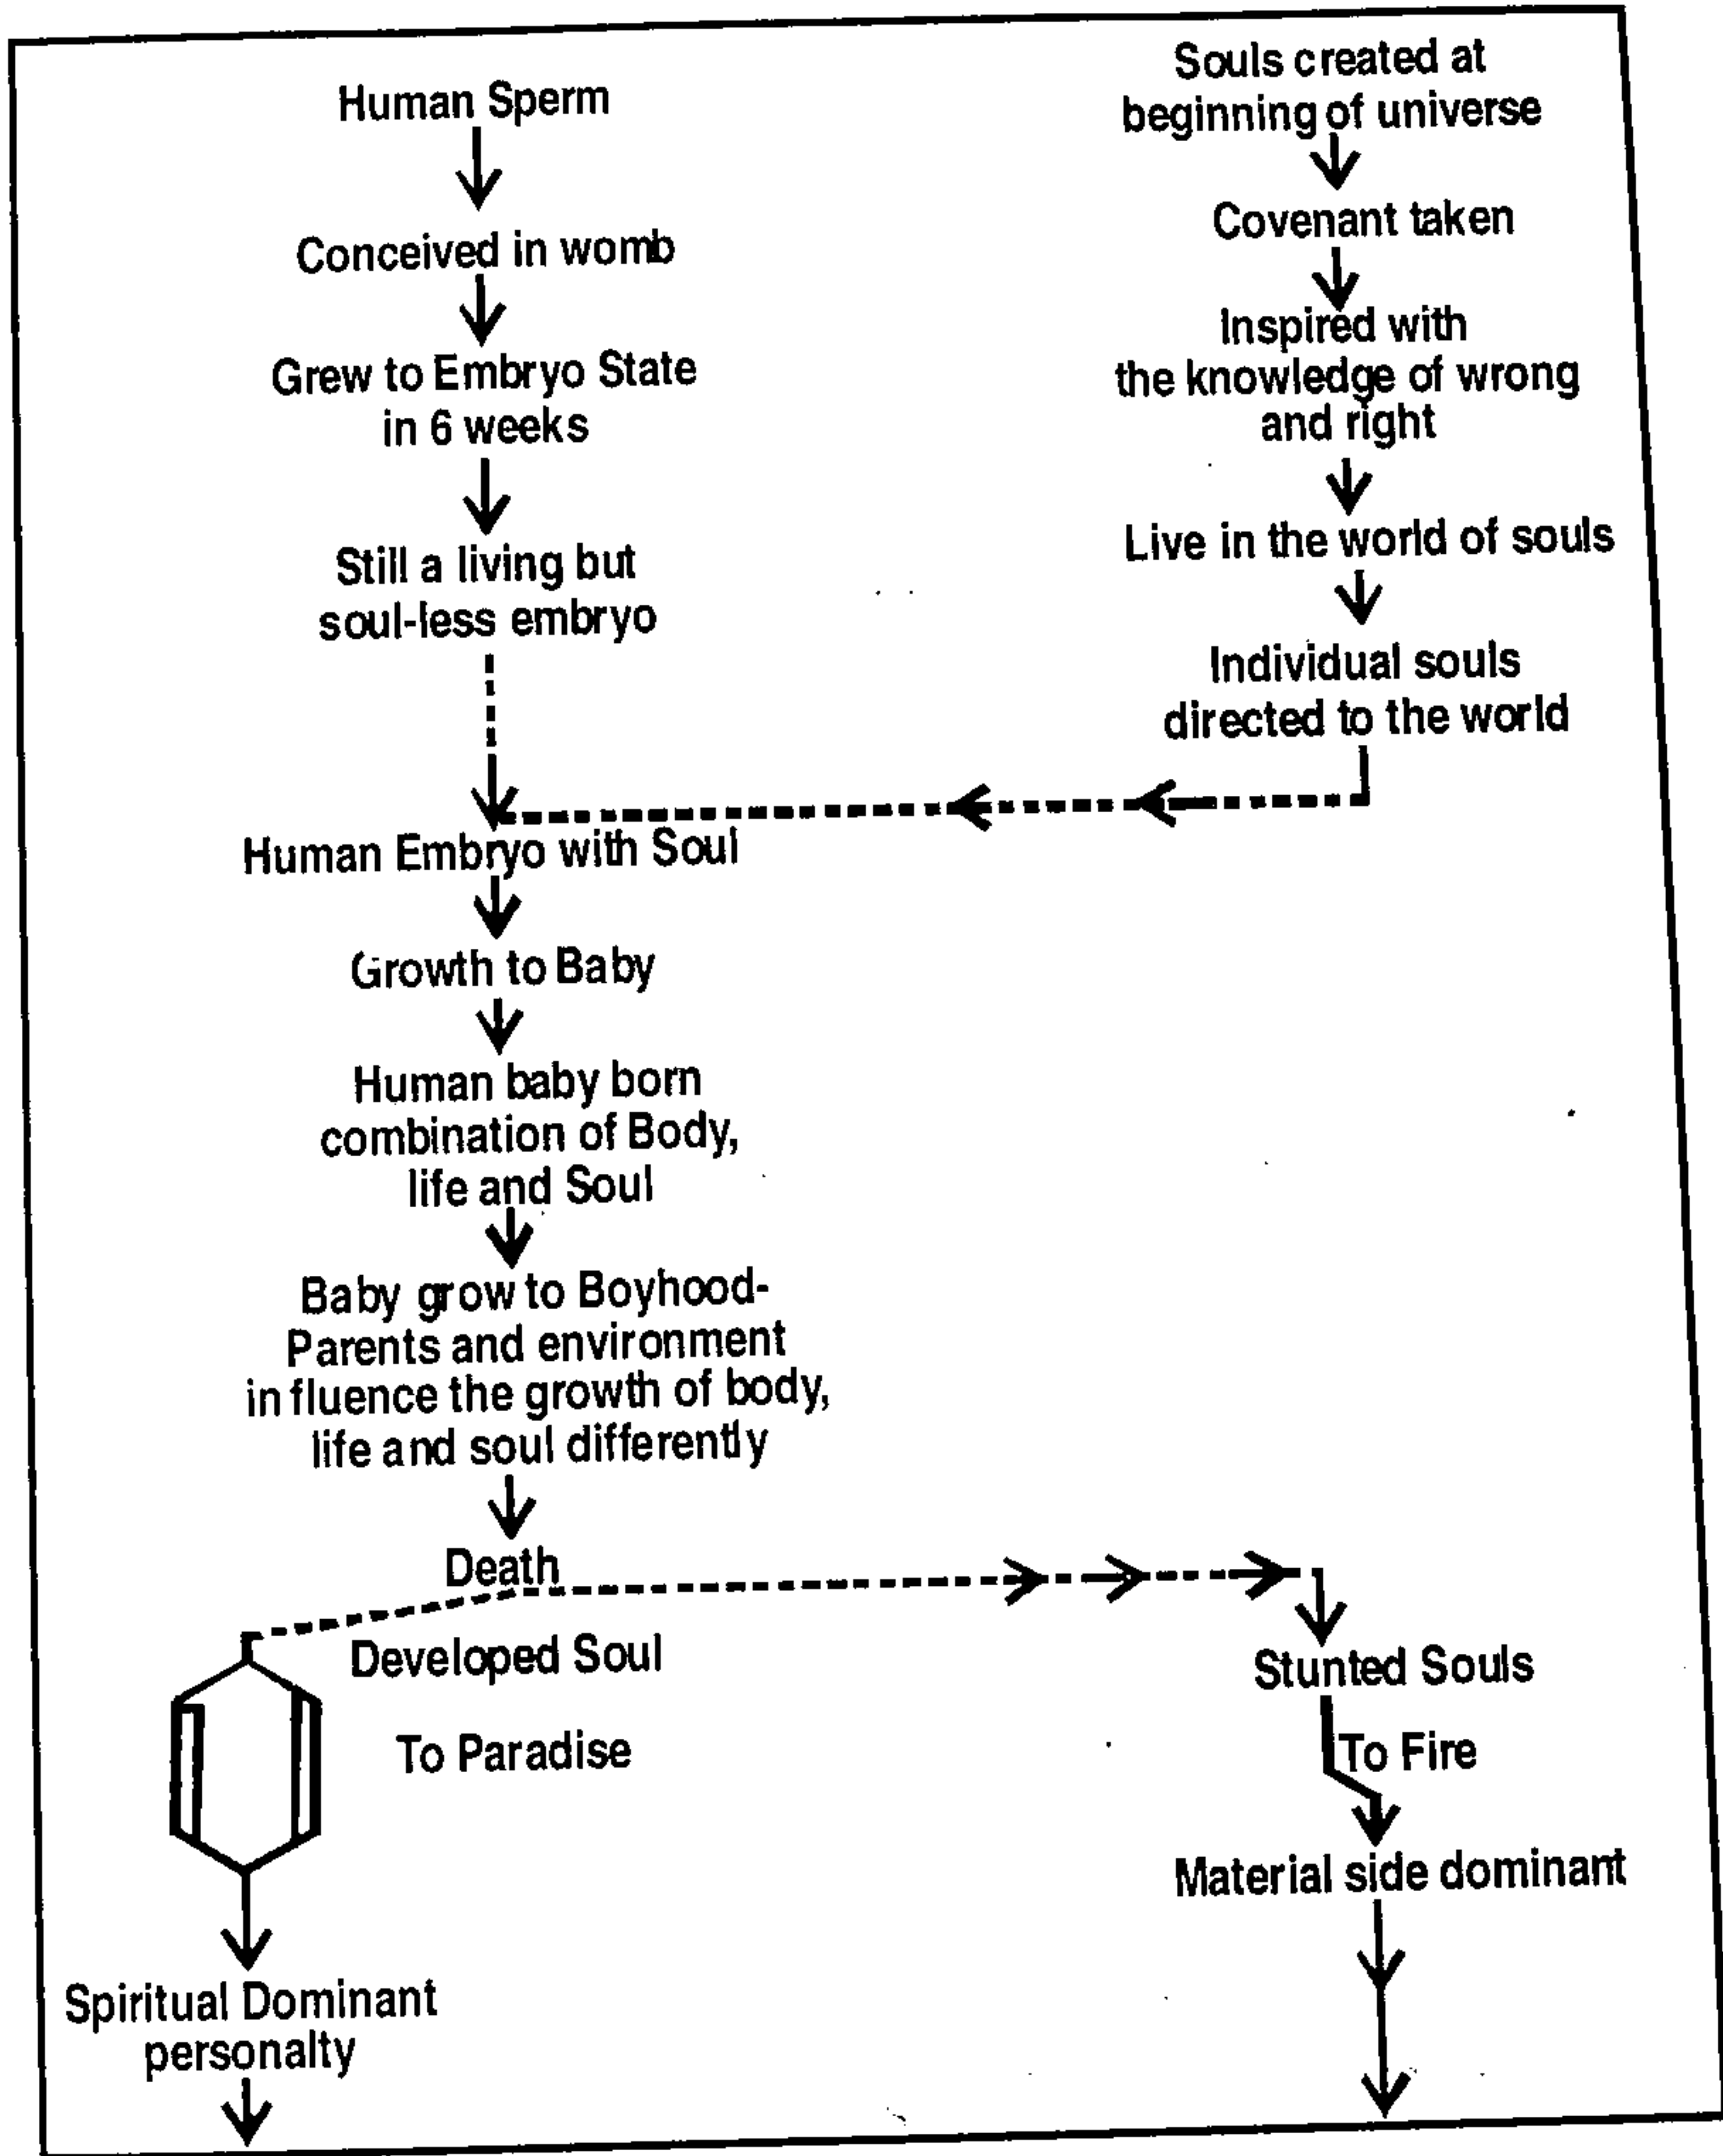 Human Sperm
Conceived in womb
Grew to Embryo State
in 6 weeks
Still a living but
soul-less embryo
Souls created at
beginning of universe
Covenant taken
Inspired with
the knowledge of wrong
and right
Live in the world of souls
Individual souls
directed to the world
Human Embryo with Soul
Growth to Baby
Human baby born
combination of Body,
life and Soul
Baby grow to Boyhood-
Parents and environment
influence the growth of body,
life and soul differently
Death
Developed Soul
To Paradise
Spiritual Dominant
personalty
Stunted Souls
To Fire
Material side dominant